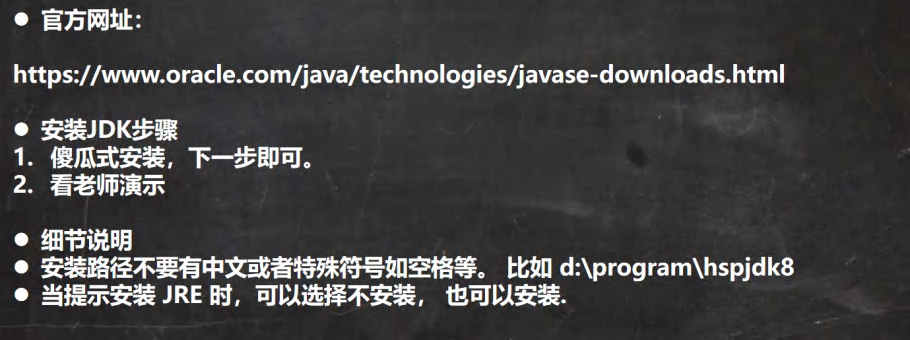 ● 官方网址：
https://www.oracle.com/java/technologies/javase-downloads.html
● 安装JDK步骤
1. 傻瓜式安装，下一步即可。
2. 看老师演示
● 细节说明
● 安装路径不要有中文或者特殊符号如空格等。 比如 d:\program\hspjdk8
● 当提示安装 JRE 时，可以选择不安装， 也可以安装.